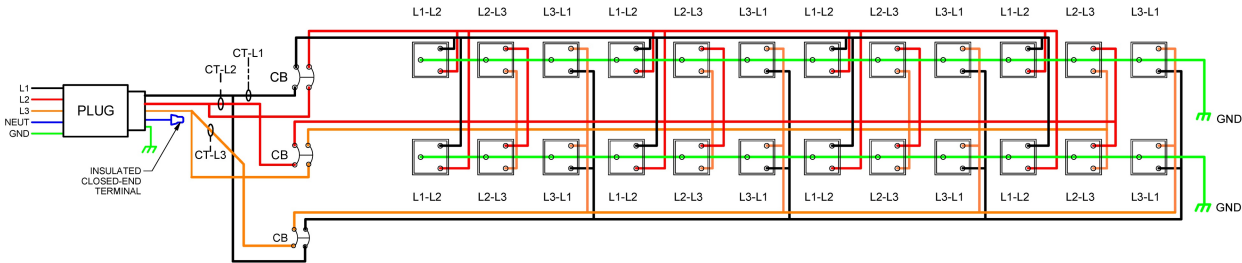 L1-L2 L2-L3 L3-L1 L1-L2 L2-L3 L3-L1 L1-L2 L2-L3 L3-L1 L1-L2 L2-L3 L3-L1
CT-L1
CT-L2
CB
L1
L2
L3
NEUT
GND
PLUG
GND
CT-L3
CB
INSULATED
CLOSED-END
TERMINAL
L1-L2 L2-L3 L3-L1 L1-L2 L2-L3 L3-L1 L1-L2 L2-L3 L3-L1 L1-L2 L2-L3 L3-L1
GND
CB